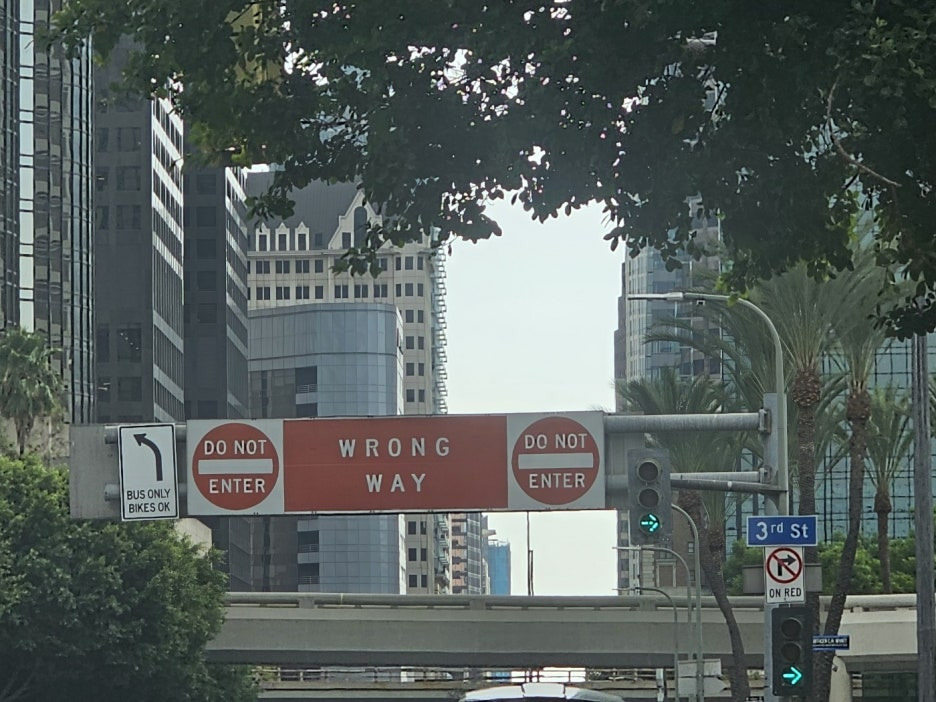 BUS ONLY
BIKES OK
DO NOT
ENTER
WRONG
WAY
DO NOT
ENTER
3rd St
ON RED